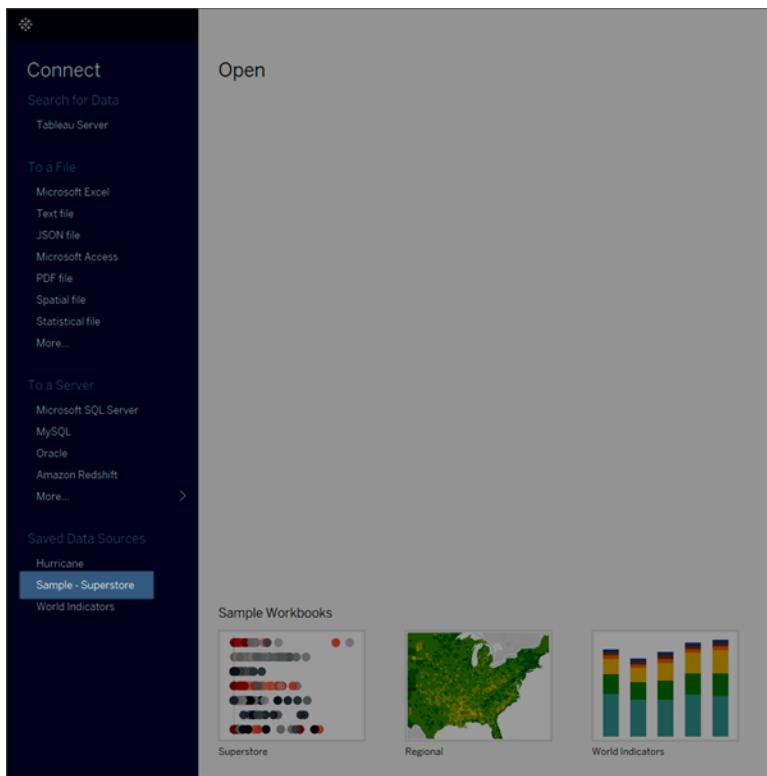 Connect
Search for Data
Tableau Server
To a File
Microsoft Excel
Text file
JSON file
Microsoft Access
PDF file
Spatial file
Statistical file
More...
To a Server
Microsoft SQL Server
MySQL
Oracle
Amazon Redshift
More...
Saved Data Sources
Hurricane
Sample - Superstore
World Indicators
Open
Sample Workbooks
Superstore
Regional
World Indicators